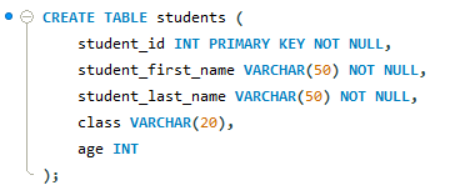 CREATE TABLE students (
    student_id INT PRIMARY KEY NOT NULL,
    student_first_name VARCHAR(50) NOT NULL,
    student_last_name VARCHAR(50) NOT NULL,
    class VARCHAR(20),
    age INT
);